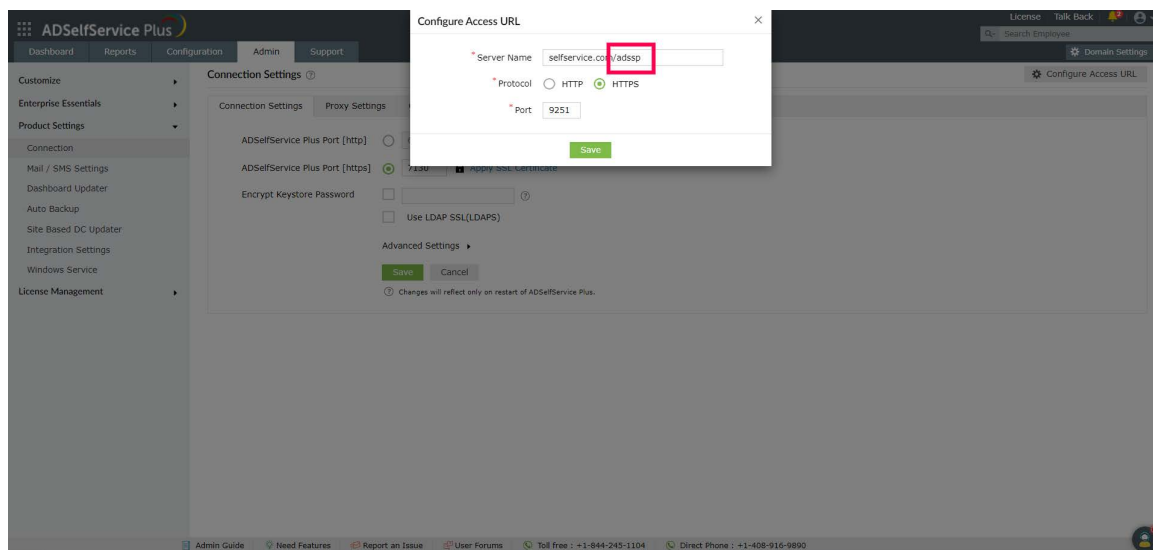 ADSelfService Plus
License Talk Back
Search Employee
Dashboard Reports Configuration Admin Support
Domain Settings
Configure Access URL
Server Name selfservice.com/adssp
Protocol HTTP HTTPS
Port 9251
Save
Customize
Enterprise Essentials
Product Settings
Connection
Mail / SMS Settings
Dashboard Updater
Auto Backup
Site Based DC Updater
Integration Settings
Windows Service
License Management
Connection Settings
Configure Access URL
Connection Settings Proxy Settings
ADSelfService Plus Port [http]
ADSelfService Plus Port [https] 7130 Apply SSL Certificate
Encrypt Keystore Password
Use LDAP SSL(LDAPS)
Advanced Settings
Save Cancel
Changes will reflect only on restart of ADSelfService Plus.
Admin Guide Need Features Report an Issue User Forums Toll free : +1-844-245-1104 Direct Phone : +1-408-916-9890